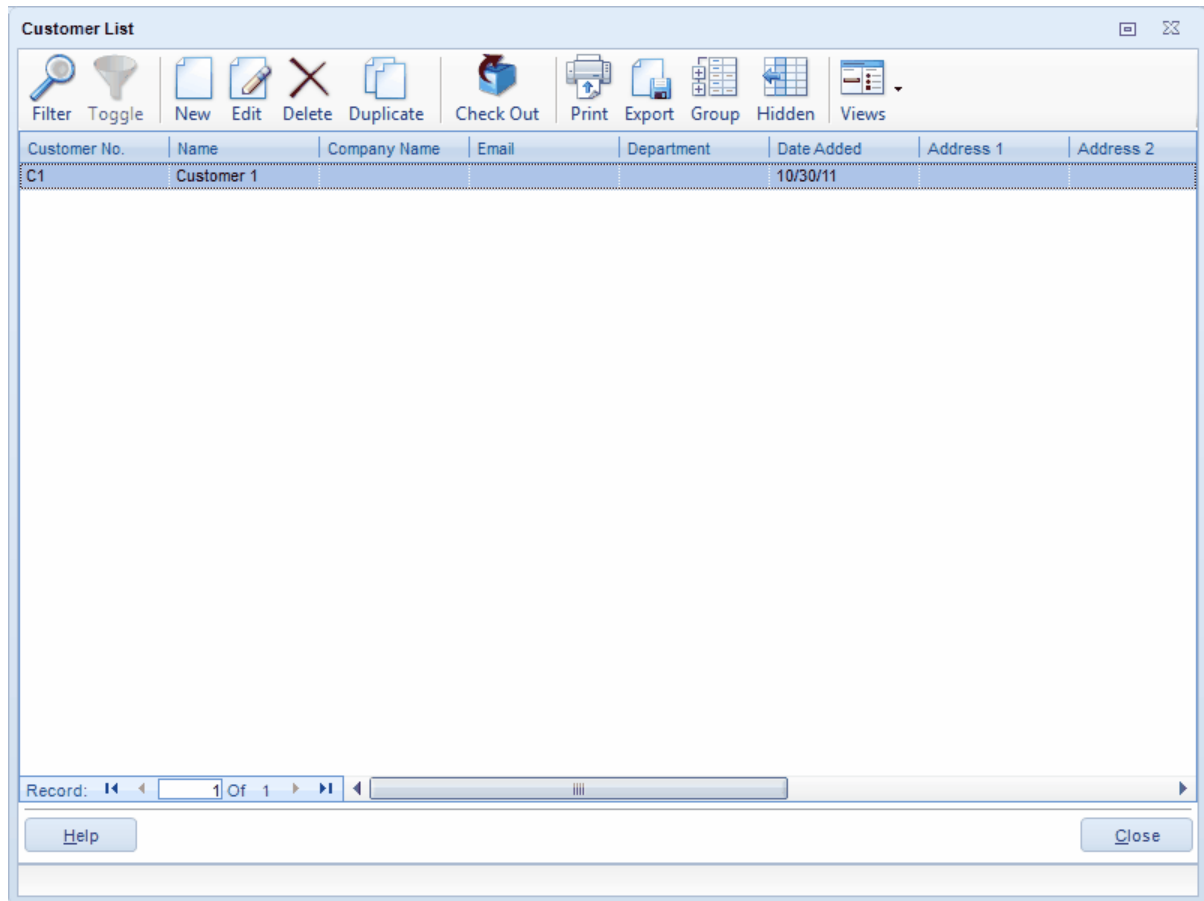 Customer List
Filter Toggle New Edit Delete Duplicate Check Out Print Export Group Hidden Views
Customer No. Name Company Name Email Department Date Added Address 1 Address 2
C1 Customer 1 10/30/11
Record: 1 Of 1
Help Close